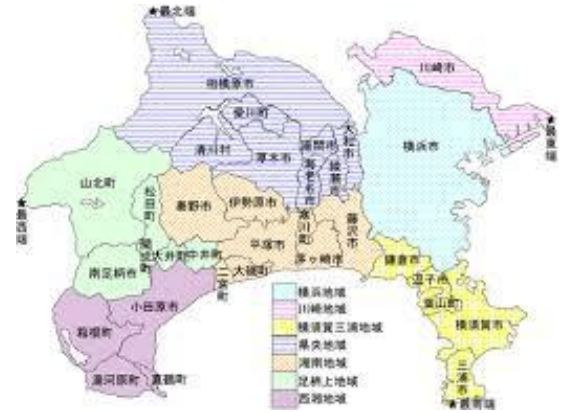 ★最北端
川崎市
相模原市
愛川町
大和市
座間市
横浜市
★最東端
清川村
厚木市
海老名市
綾瀬市
山北町
松田町
秦野市
伊勢原市
寒川町
藤沢市
★最西端
開成町
大井町
中井町
平塚市
茅ヶ崎市
鎌倉市
南足柄市
大磯町
二宮町
逗子市
葉山町
小田原市
横須賀市
箱根町
三浦市
湯河原町
真鶴町
★最南端
横浜地域
川崎地域
横須賀三浦地域
県央地域
湘南地域
足柄上地域
西湘地域